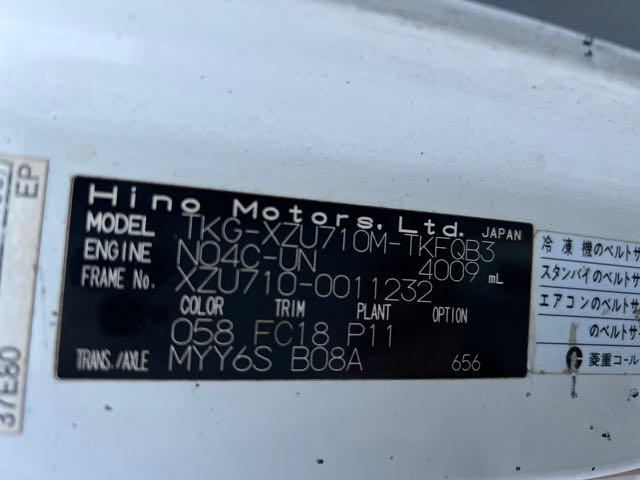 Hino Motors, Ltd. JAPAN
MODEL TKG-XZU710M-TKFQB3
ENGINE N04C-UN 4009 mL
FRAME No. XZU710-0011232
COLOR TRIM PLANT OPTION
058 FC18 P11
TRANS./AXLE MYY6S B08A 656
冷凍機のベルトサ
スタンバイのベルトサ
エアコンのベルトサ
のベルトサ
菱重コール
EP
37E80